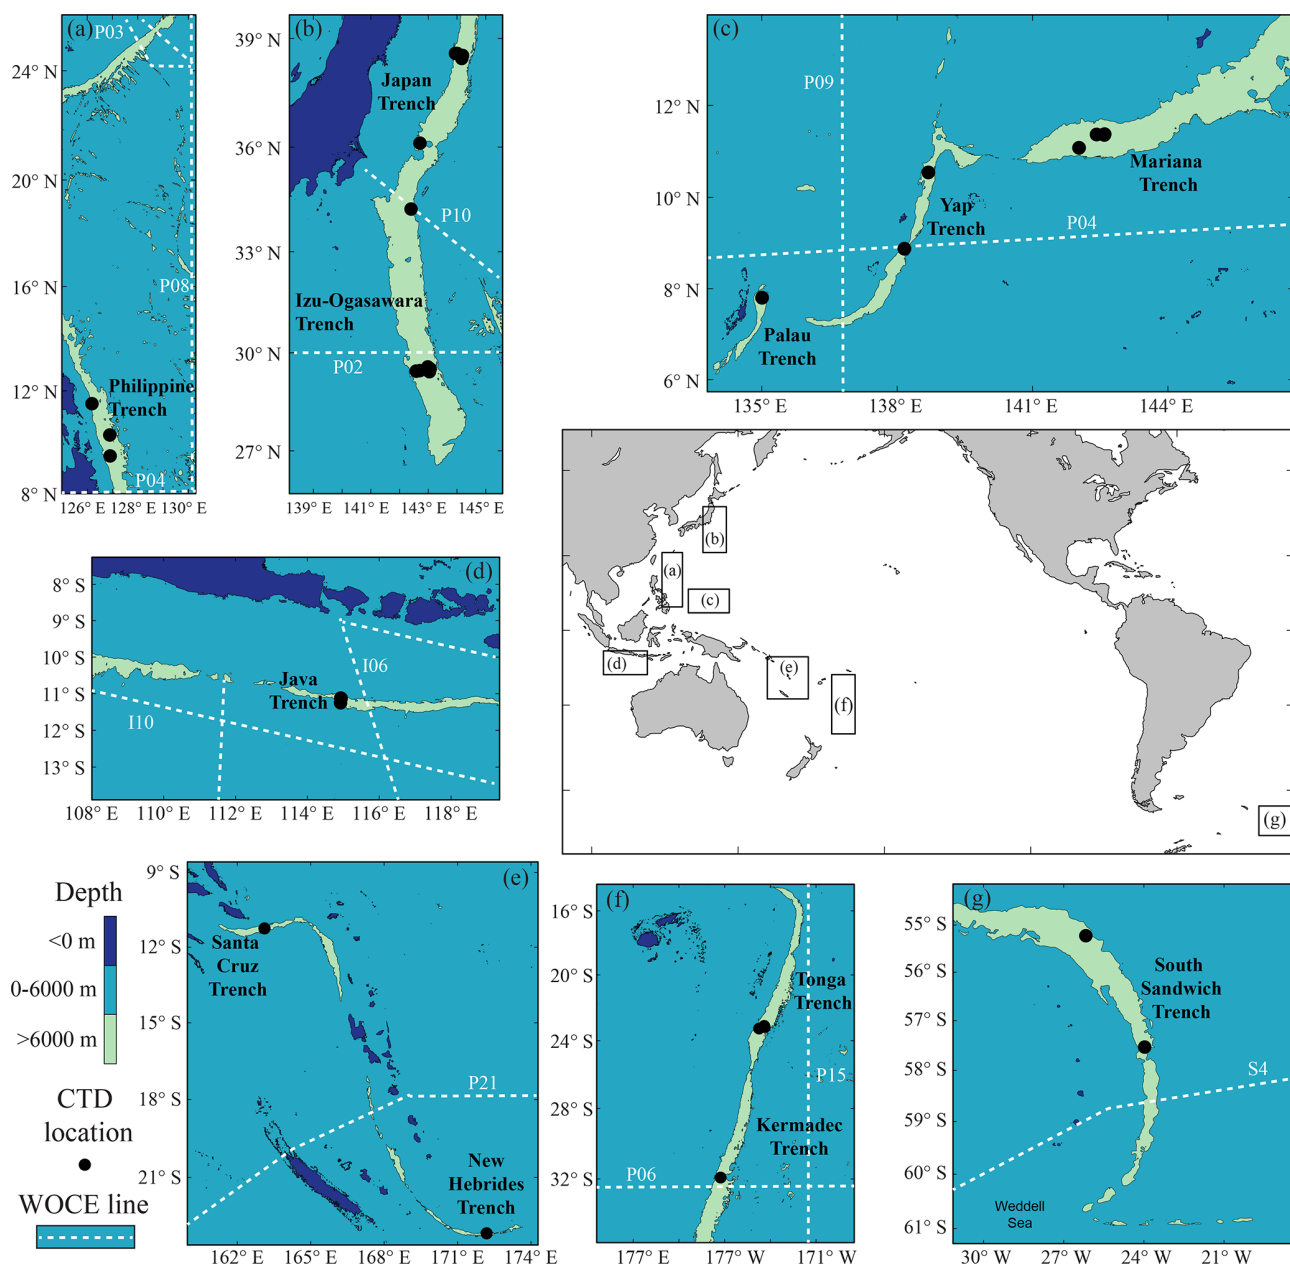 (a)
P03
24° N
20° N
16° N
12° N
8° N
P08
Philippine
Trench
P04
126° E
128° E
130° E
(b)
39° N
36° N
33° N
30° N
27° N
Japan
Trench
P10
Izu-Ogasawara
Trench
P02
139° E
141° E
143° E
145° E
(c)
P09
12° N
10° N
8° N
6° N
Mariana
Trench
Yap
Trench
P04
Palau
Trench
135° E
138° E
141° E
144° E
(b)
(a)
(c)
(d)
(e)
(f)
(g)
(d)
8° S
9° S
10° S
11° S
12° S
13° S
I06
Java
Trench
I10
108° E
110° E
112° E
114° E
116° E
118° E
Depth
<0 m
0-6000 m
>6000 m
CTD
location
WOCE line
(e)
9° S
12° S
15° S
18° S
21° S
Santa
Cruz
Trench
P21
New
Hebrides
Trench
162° E
165° E
168° E
171° E
174° E
(f)
16° S
20° S
24° S
28° S
32° S
Tonga
Trench
P15
Kermadec
Trench
P06
177° E
177° W
171° W
(g)
55° S
56° S
57° S
58° S
59° S
60° S
61° S
South
Sandwich
Trench
S4
Weddell
Sea
30° W
27° W
24° W
21° W